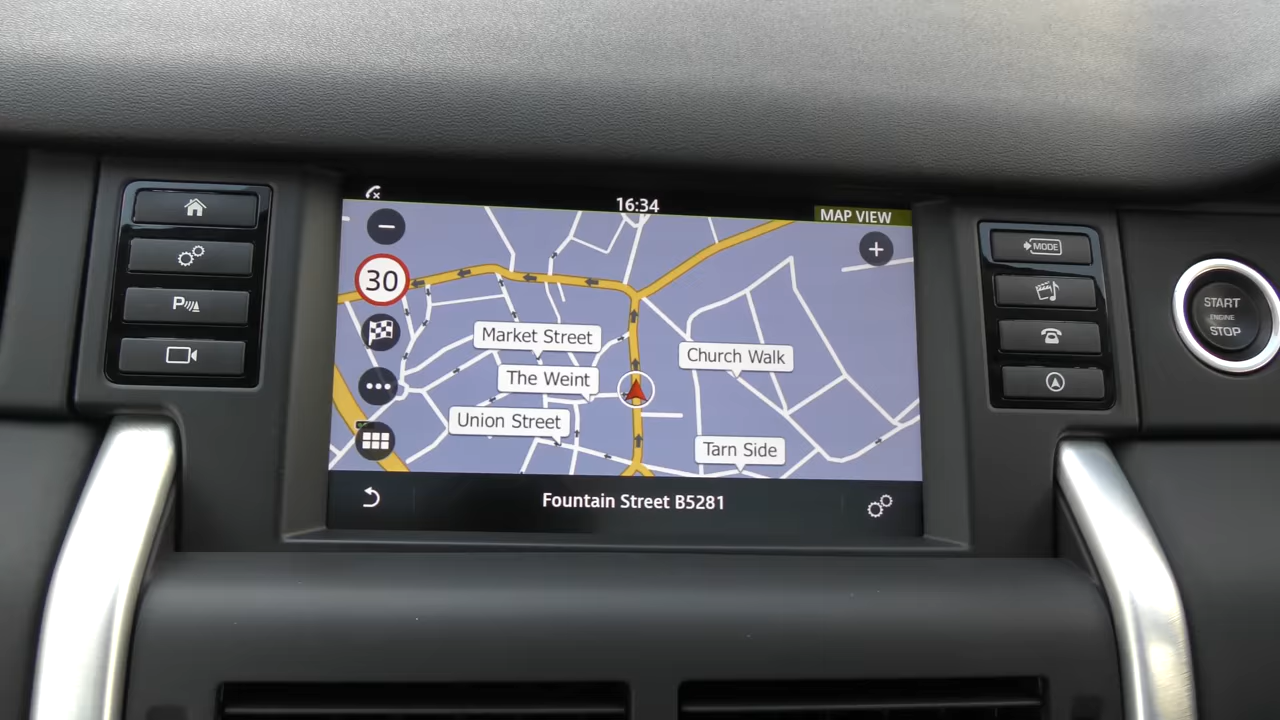 16:34
MAP VIEW
30
Market Street
The Weint
Church Walk
Union Street
Tarn Side
Fountain Street B5281
P
MODE
START
ENGINE
STOP